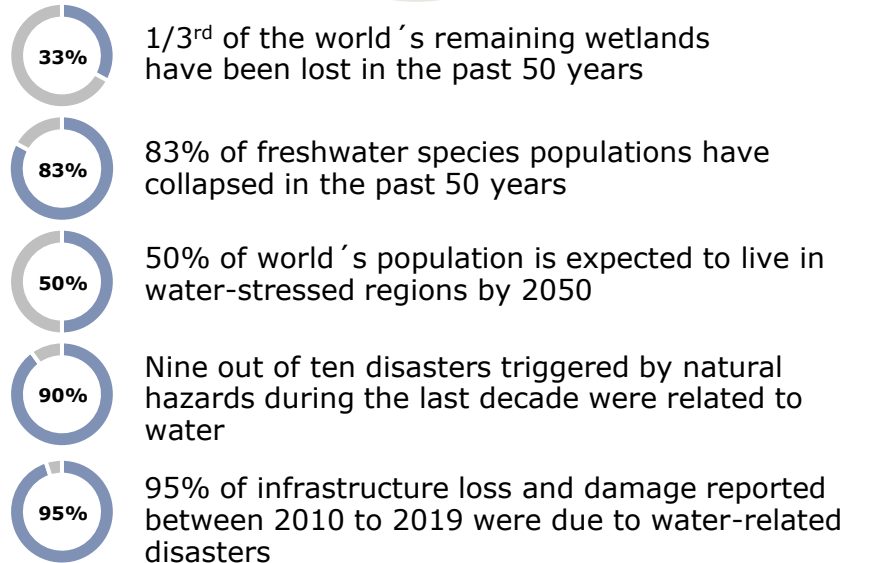 33%
1/3rd of the world´s remaining wetlands
have been lost in the past 50 years
83%
83% of freshwater species populations have
collapsed in the past 50 years
50%
50% of world´s population is expected to live in
water-stressed regions by 2050
90%
Nine out of ten disasters triggered by natural
hazards during the last decade were related to
water
95%
95% of infrastructure loss and damage reported
between 2010 to 2019 were due to water-related
disasters